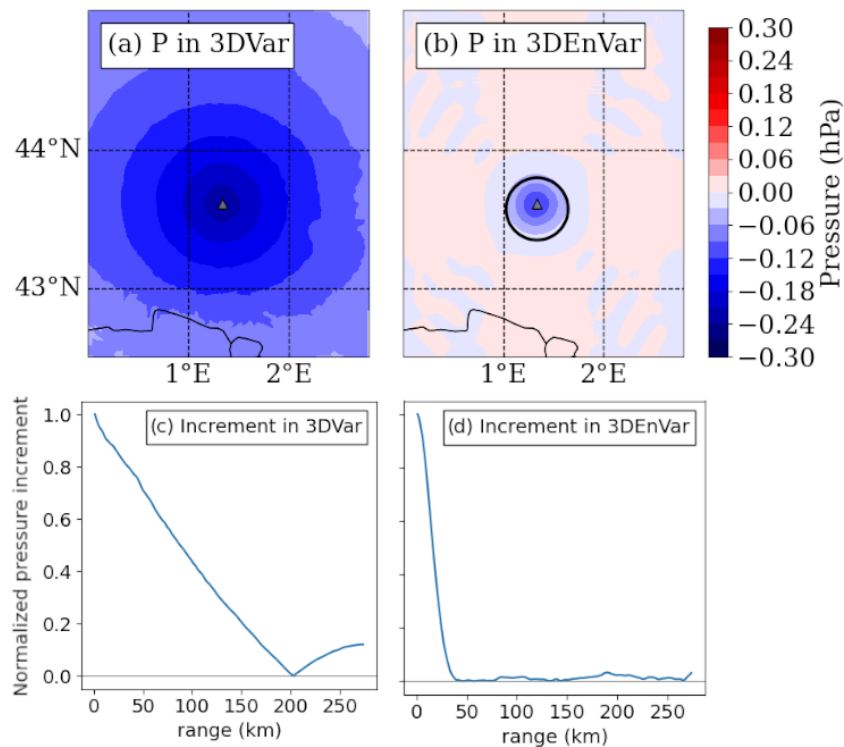 (a) P in 3DVar
(b) P in 3DEnVar
44°N
43°N
1°E 2°E
1°E 2°E
0.30
0.24
0.18
0.12
0.06
0.00
−0.06
−0.12
−0.18
−0.24
−0.30
Pressure (hPa)
(c) Increment in 3DVar
(d) Increment in 3DEnVar
Normalized pressure increment
1.0
0.8
0.6
0.4
0.2
0.0
0 50 100 150 200 250
0 50 100 150 200 250
range (km)
range (km)